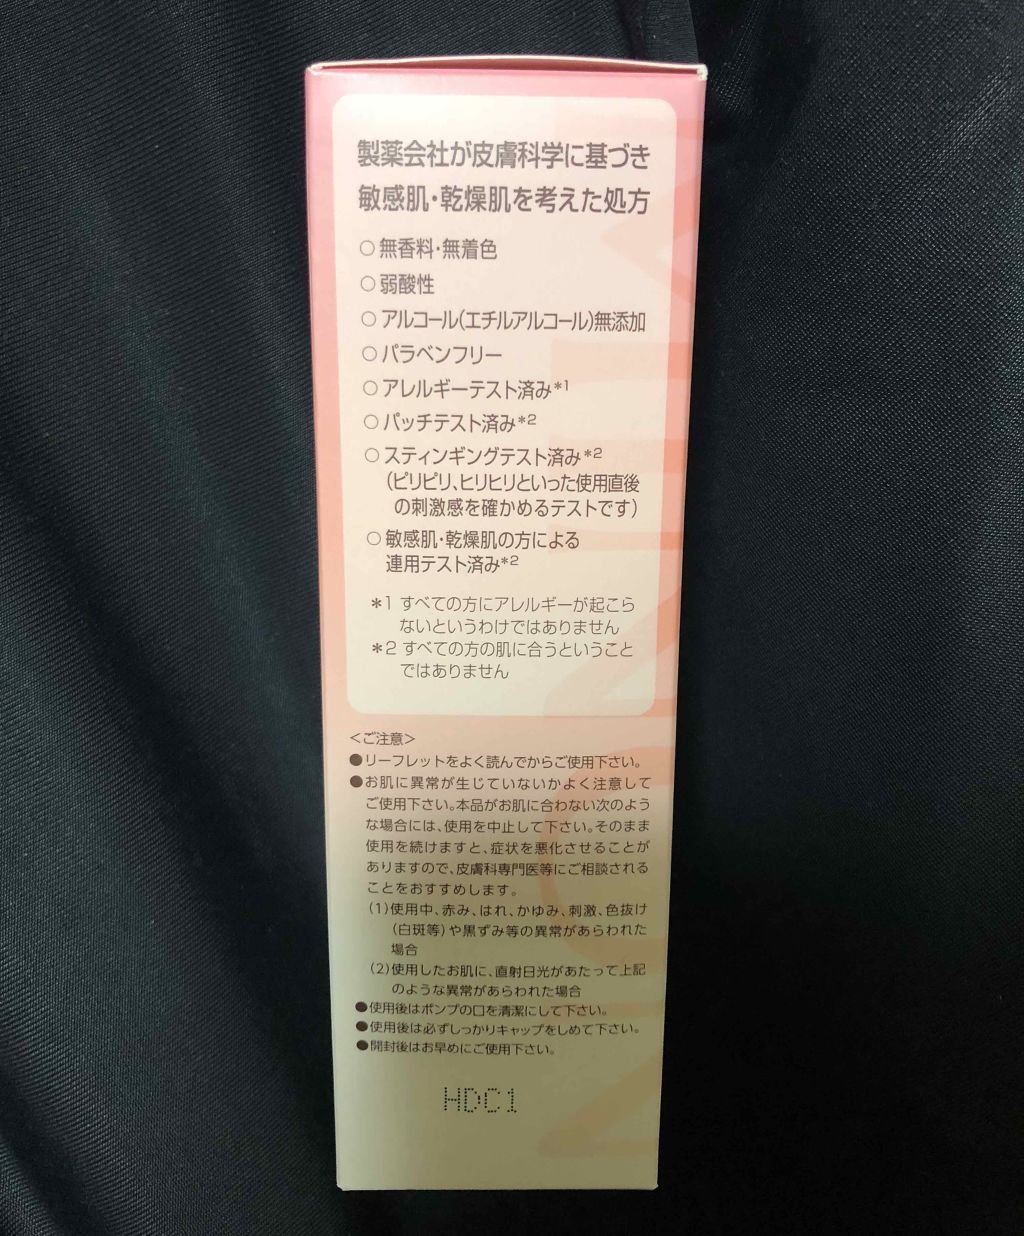 製薬会社が皮膚科学に基づき
敏感肌・乾燥肌を考えた処方
○無香料・無着色
○弱酸性
○アルコール(エチルアルコール)無添加
○パラベンフリー
○アレルギーテスト済み*1
○パッチテスト済み*2
○スティンギングテスト済み*2
(ピリピリ、ヒリヒリといった使用直後
の刺激感を確かめるテストです)
○敏感肌・乾燥肌の方による
連用テスト済み*2
*1 すべての方にアレルギーが起こら
ないというわけではありません
*2 すべての方の肌に合うということ
ではありません
<ご注意>
●リーフレットをよく読んでからご使用下さい。
●お肌に異常が生じていないかよく注意して
ご使用下さい。本品がお肌に合わない次のよう
な場合には、使用を中止して下さい。そのまま
使用を続けますと、症状を悪化させることが
ありますので、皮膚科専門医等にご相談される
ことをおすすめします。
(1)使用中、赤み、はれ、かゆみ、刺激、色抜け
(白斑等)や黒ずみ等の異常があらわれた
場合
(2)使用したお肌に、直射日光があたって上記
のような異常があらわれた場合
●使用後はポンプの口を清潔にして下さい。
●使用後は必ずしっかりキャップをしめて下さい。
●開封後はお早めにご使用下さい。
HDC1